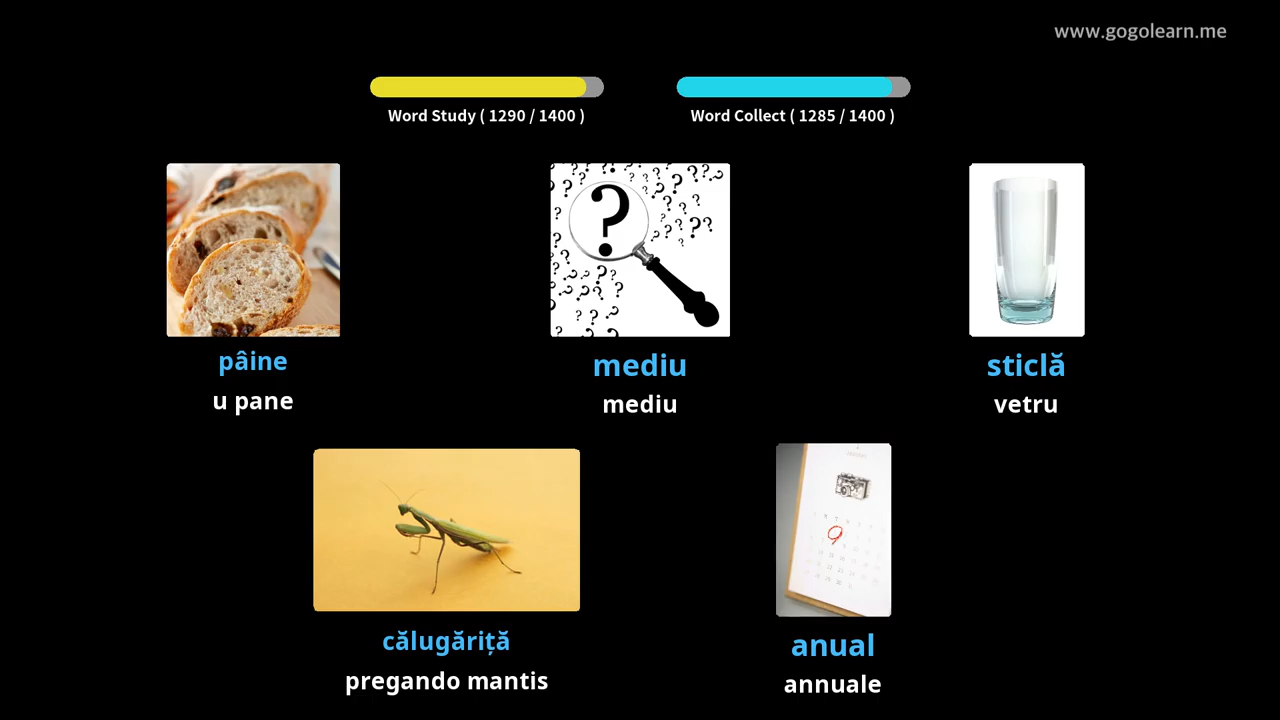 www.gogolearn.me
Word Study ( 1290 / 1400 )
Word Collect ( 1285 / 1400 )
pâine
u pane
mediu
mediu
sticlă
vetru
călugăriță
pregando mantis
anual
annuale